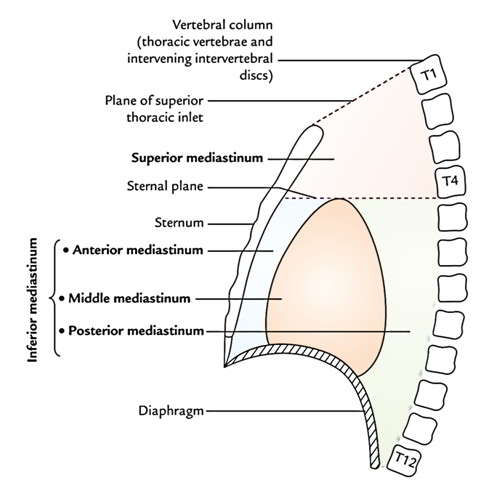 Vertebral column
(thoracic vertebrae and
intervening intervertebral
discs)
T1
Plane of superior
thoracic inlet
Superior mediastinum
T4
Sternal plane
Sternum
Inferior mediastinum
• Anterior mediastinum
• Middle mediastinum
• Posterior mediastinum
Diaphragm
T12